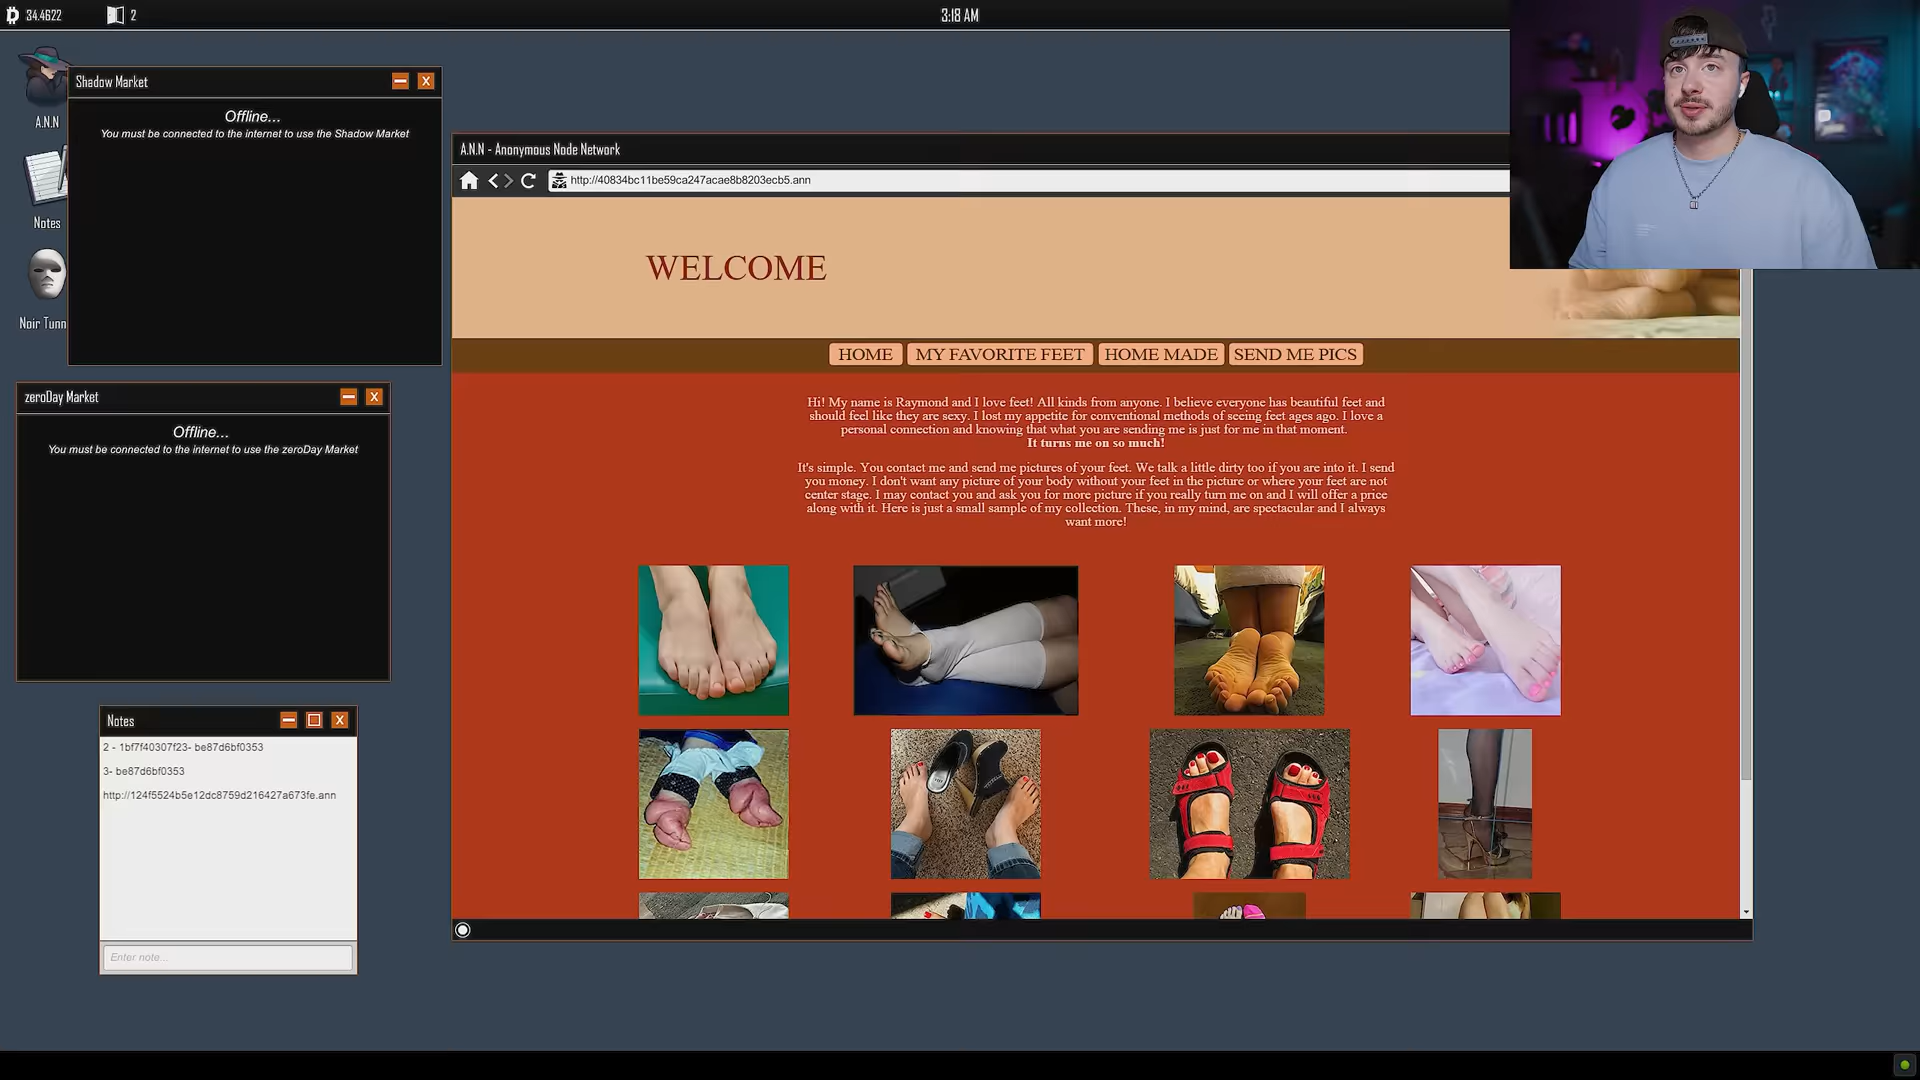 34.4622
2
3:18 AM
A.N.N
Notes
Noir Tunn
Shadow Market
Offline...
You must be connected to the internet to use the Shadow Market
zeroDay Market
Offline...
You must be connected to the internet to use the zeroDay Market
Notes
2 - 1bf7f40307f23- be87d6bf0353
3- be87d6bf0353
http://124f5524b5e12dc8759d216427a673fe.ann
Enter note...
A.N.N - Anonymous Node Network
http://40834bc11be59ca247acae8b8203ecb5.ann
WELCOME
HOME
MY FAVORITE FEET
HOME MADE
SEND ME PICS
Hi! My name is Raymond and I love feet! All kinds from anyone. I believe everyone has beautiful feet and
should feel like they are sexy. I lost my appetite for conventional methods of seeing feet ages ago. I love a
personal connection and knowing that what you are sending me is just for me in that moment.
It turns me on so much!
It's simple. You contact me and send me pictures of your feet. We talk a little dirty too if you are into it. I send
you money. I don't want any picture of your body without your feet in the picture or where your feet are not
center stage. I may contact you and ask you for more picture if you really turn me on and I will offer a price
along with it. Here is just a small sample of my collection. These, in my mind, are spectacular and I always
want more!